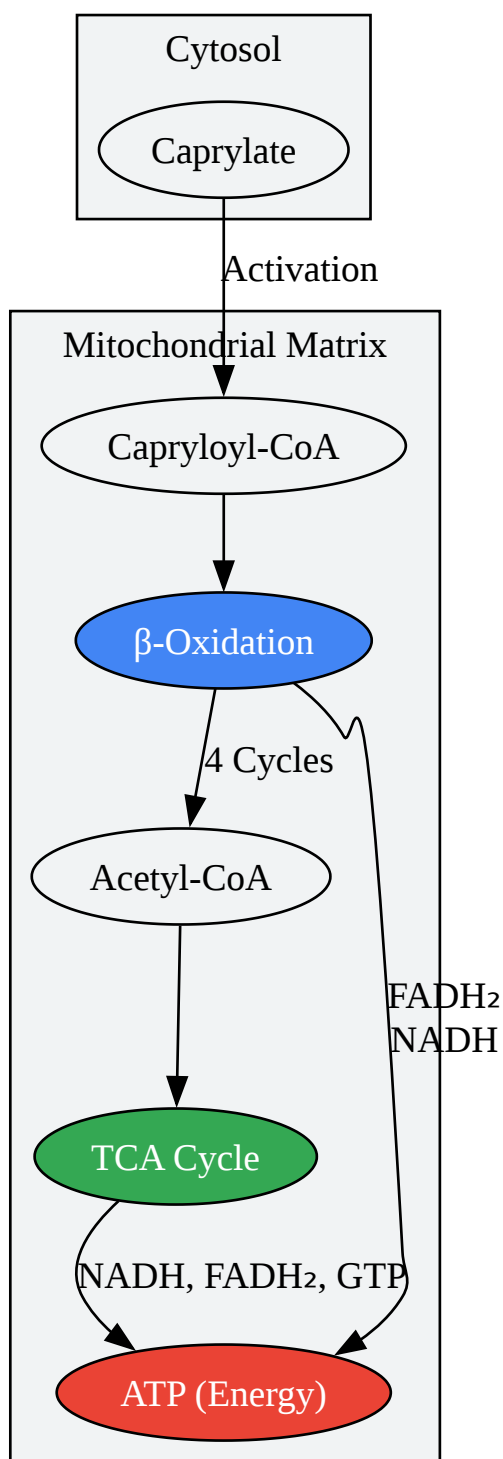 Cytosol
Caprylate
Activation
Mitochondrial Matrix
Capryloyl-CoA
β-Oxidation
4 Cycles
Acetyl-CoA
FADH₂
NADH
TCA Cycle
NADH, FADH₂, GTP
ATP (Energy)